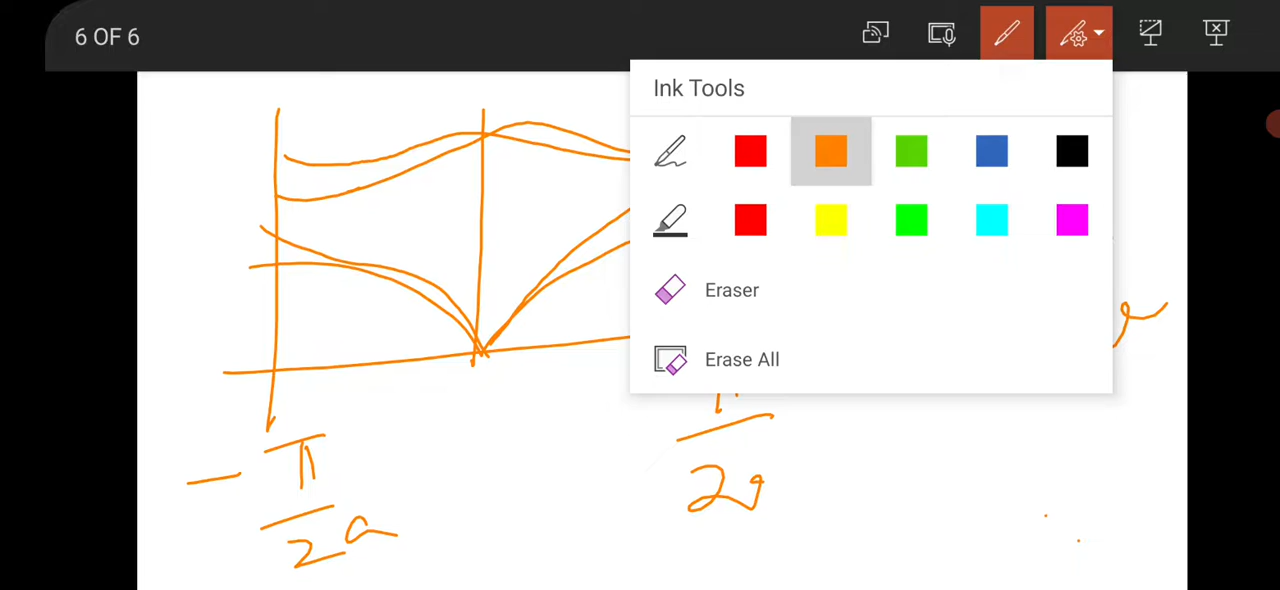 6 OF 6
Ink Tools
Eraser
Erase All
- π
2a
2a